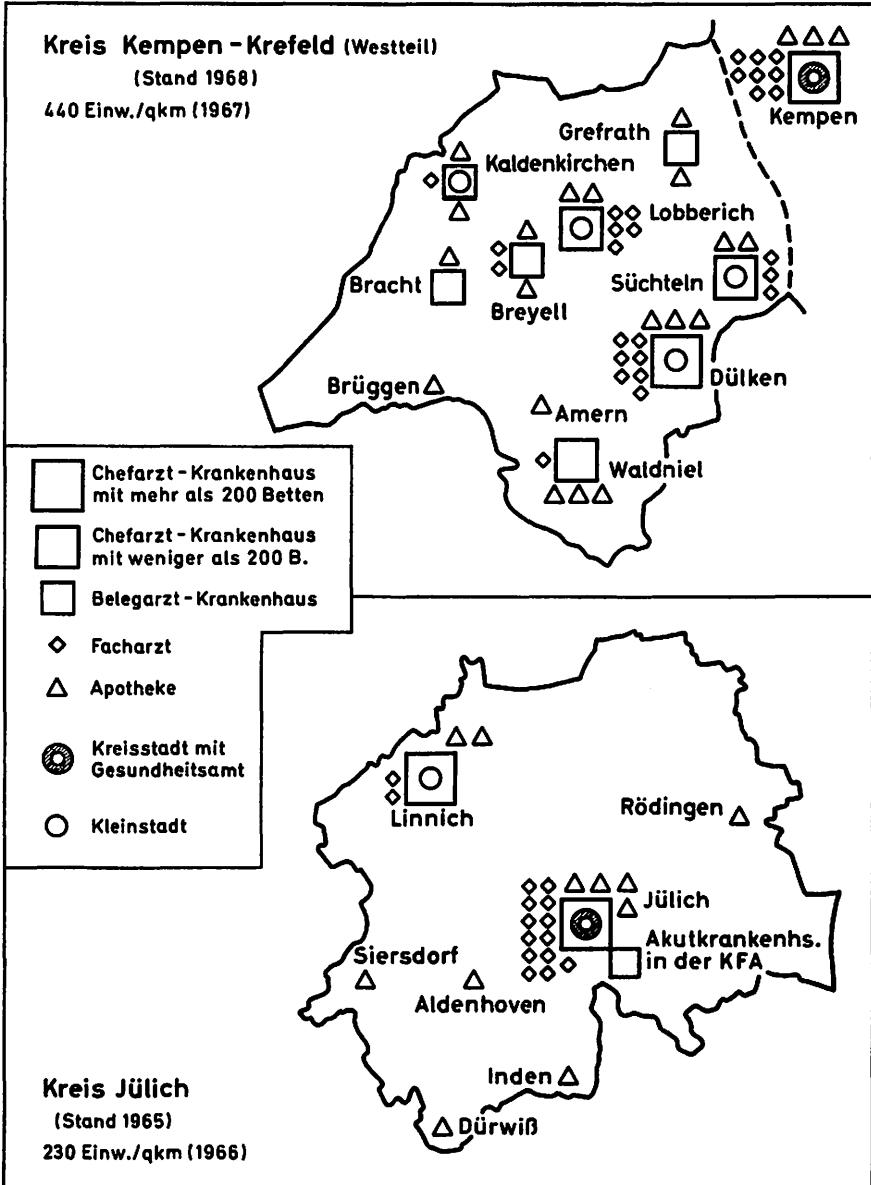 Kreis Kempen - Krefeld (Westteil)
(Stand 1968)
440 Einw./qkm (1967)
Kempen
Grefrath
Kaldenkirchen
Lobberich
Bracht
Breyell
Süchteln
Dülken
Brüggen
Amern
Waldniel
Chefarzt - Krankenhaus
mit mehr als 200 Betten
Chefarzt - Krankenhaus
mit weniger als 200 B.
Belegarzt - Krankenhaus
Facharzt
Apotheke
Kreisstadt mit
Gesundheitsamt
Kleinstadt
Linnich
Rödingen
Jülich
Akutkrankenhs.
in der KFA
Siersdorf
Aldenhoven
Inden
Dürwiß
Kreis Jülich
(Stand 1965)
230 Einw./qkm (1966)